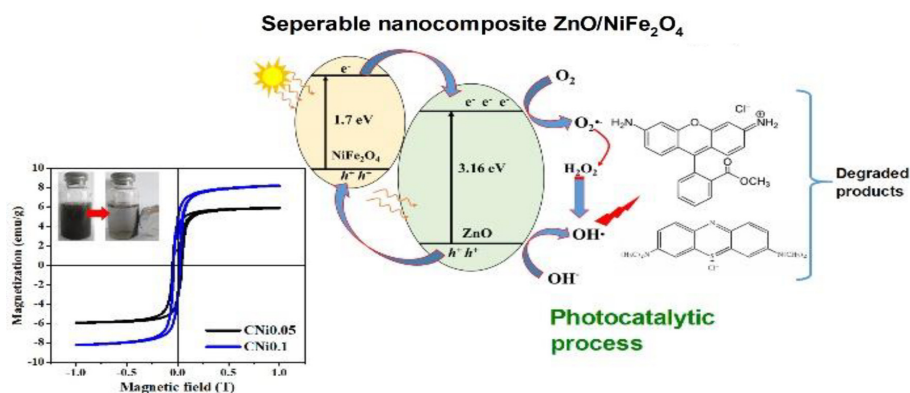 Seperable nanocomposite ZnO/NiFe₂O₄
e⁻
1.7 eV
NiFe₂O₄
h⁺ h⁺
e⁻ e⁻ e⁻
3.16 eV
ZnO
h⁺ h⁺
O₂
O₂•⁻
H₂O₂
OH•
OH⁻
Cl⁻
H₂N
O
NH₂
O
OCH₃
N
S
Cl⁻
Degraded
products
Photocatalytic
process
Magnetization (emu/g)
10
8
6
4
2
0
-2
-4
-6
-8
-10
-1.0
-0.5
0.0
0.5
1.0
Magnetic field (T)
CNi0.05
CNi0.1